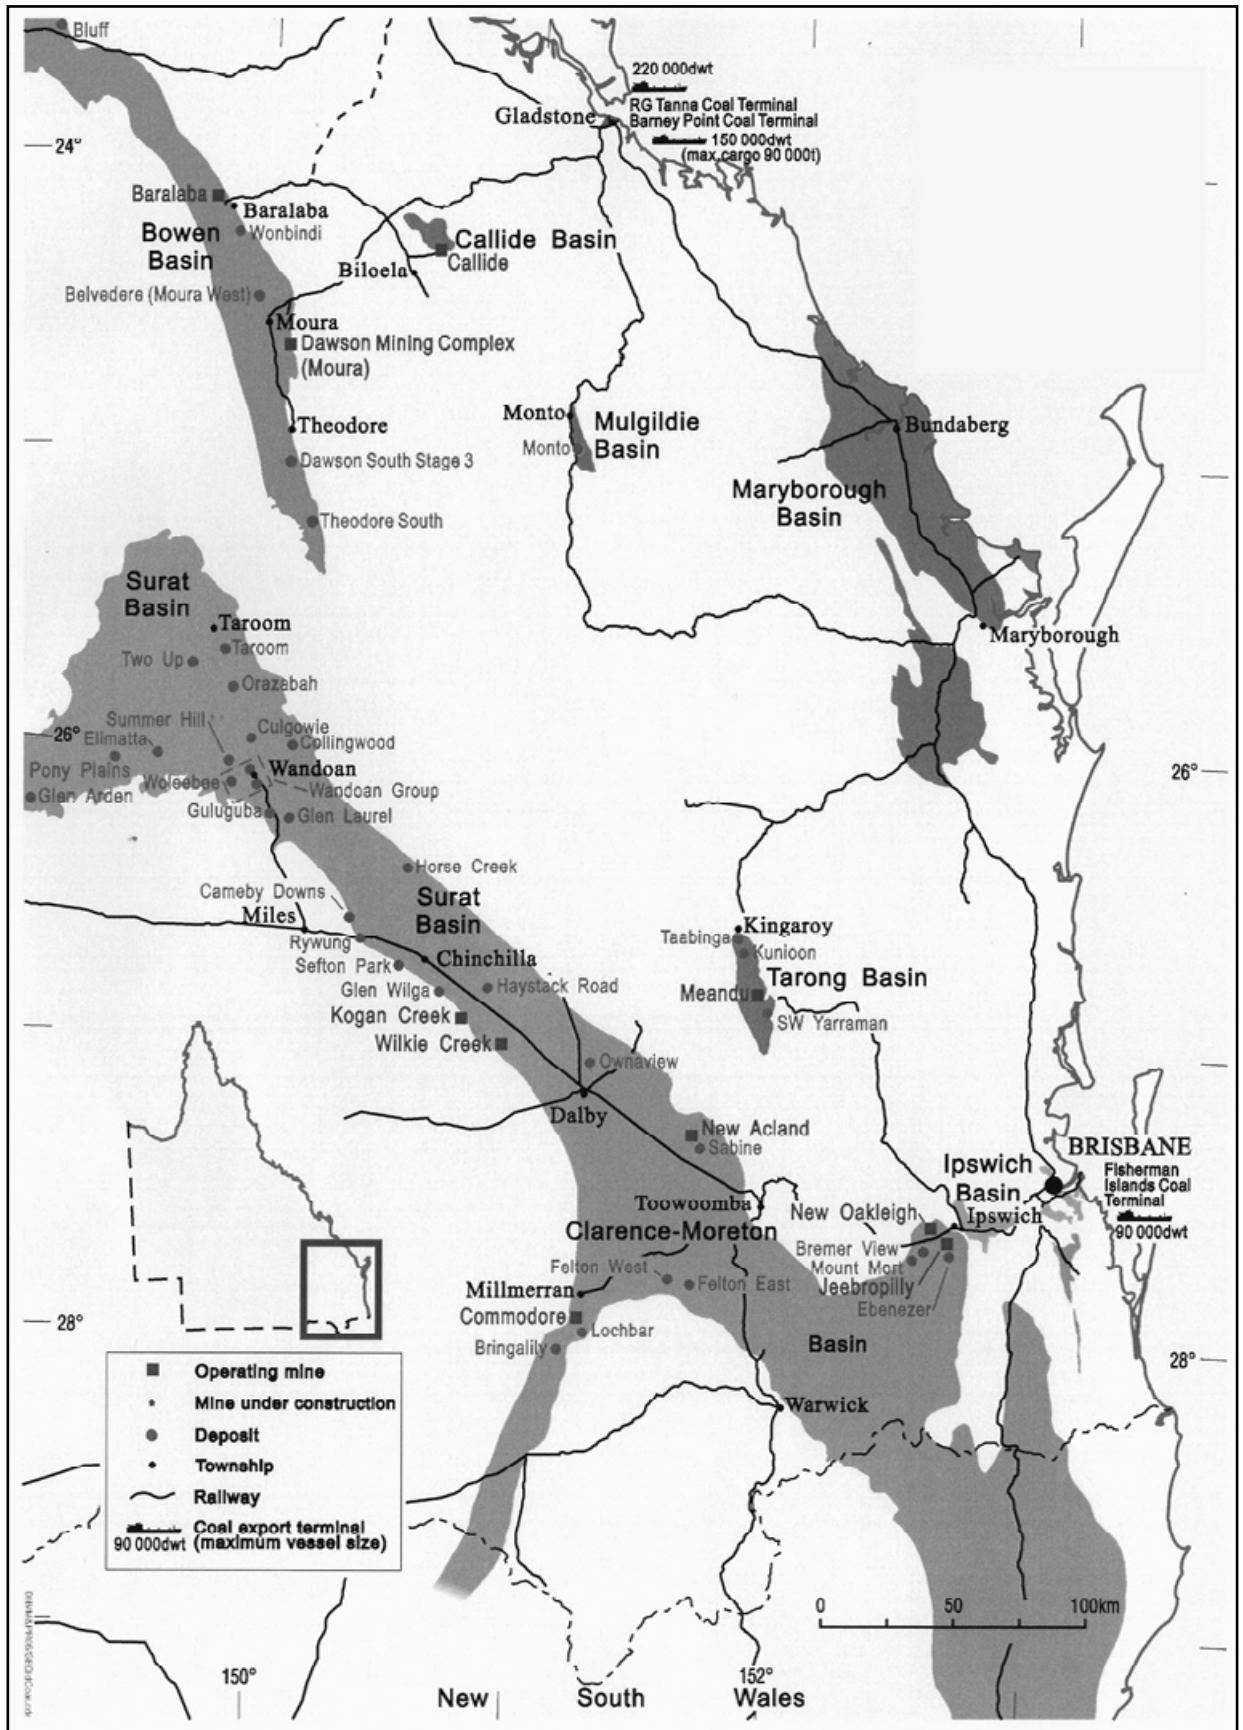 Bluff
220 000dwt
RG Tanna Coal Terminal
Gladstone
Barney Point Coal Terminal
150 000dwt
(max.cargo 90 000t)
24°
Baralaba
Baralaba
Bowen
Basin
Wonbindi
Callide Basin
Callide
Biloela
Belvedere (Moura West)
Moura
Dawson Mining Complex
(Moura)
Theodore
Monto
Mulgildie
Basin
Monto
Bundaberg
Dawson South Stage 3
Maryborough
Basin
Theodore South
Surat
Basin
Taroom
Taroom
Two Up
Maryborough
Orazabah
Summer Hill
Culgowie
Elimatta
Collingwood
26°
Pony Plains
Wandoan
26°
Woleebee
Wandoan Group
Glen Arden
Guluguba
Glen Laurel
Horse Creek
Cameby Downs
Surat
Basin
Miles
Kingaroy
Rywung
Taabinga
Kunioon
Chinchilla
Sefton Park
Tarong Basin
Glen Wilga
Haystack Road
Meandu
Kogan Creek
SW Yarraman
Wilkie Creek
Ownaview
Dalby
New Acland
Sabine
BRISBANE
Ipswich
Basin
Fisherman
Islands Coal
Terminal
90 000dwt
Toowoomba
New Oakleigh
Ipswich
Clarence-Moreton
Bremer View
Mount Mort
Felton West
Felton East
Jeebropilly
Millmerran
Ebenezer
Commodore
Lochbar
28°
Basin
Bringalily
28°
Operating mine
Mine under construction
Warwick
Deposit
Township
Railway
Coal export terminal
90 000dwt (maximum vessel size)
0 50 100km
150°
152°
New South Wales